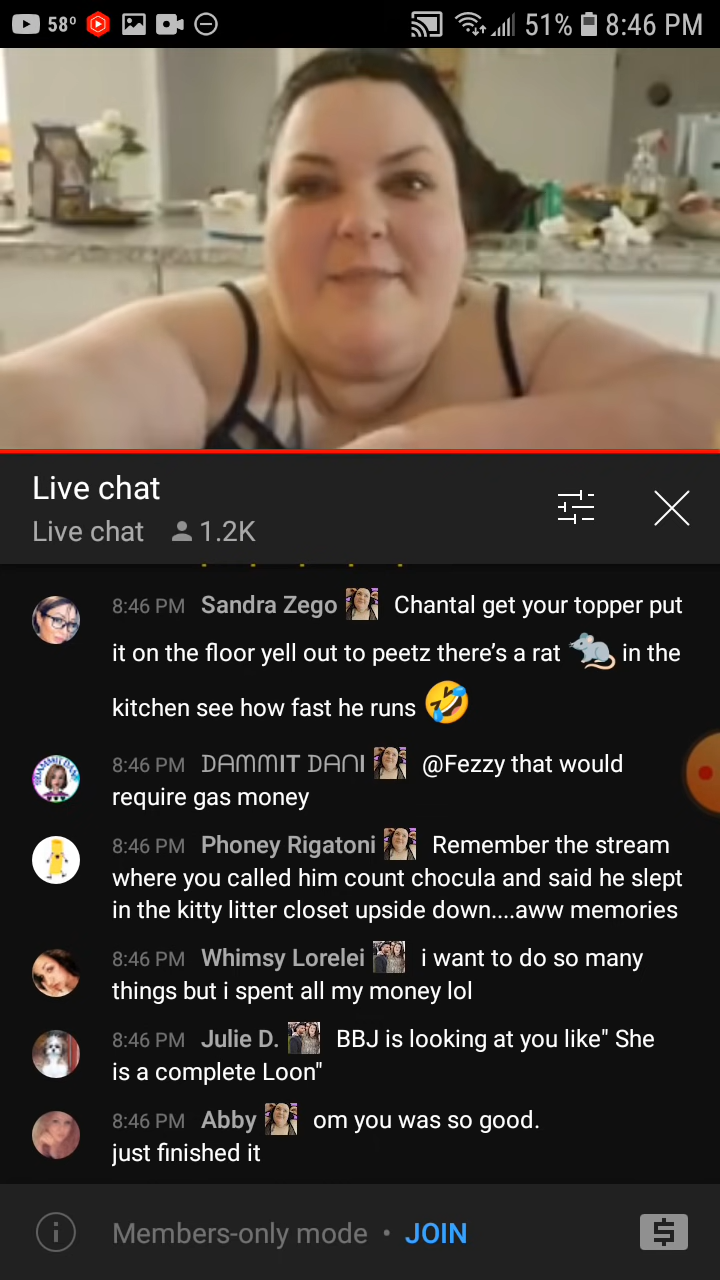 58°
51% 8:46 PM
Live chat
Live chat 1.2K
8:46 PM Sandra Zego Chantal get your topper put
it on the floor yell out to peetz there’s a rat 🐀 in the
kitchen see how fast he runs 🤣
8:46 PM DAMMIT DANI @Fezzy that would
require gas money
8:46 PM Phoney Rigatoni Remember the stream
where you called him count chocula and said he slept
in the kitty litter closet upside down....aww memories
8:46 PM Whimsy Lorelei i want to do so many
things but i spent all my money lol
8:46 PM Julie D. BBJ is looking at you like" She
is a complete Loon"
8:46 PM Abby om you was so good.
just finished it
Members-only mode • JOIN